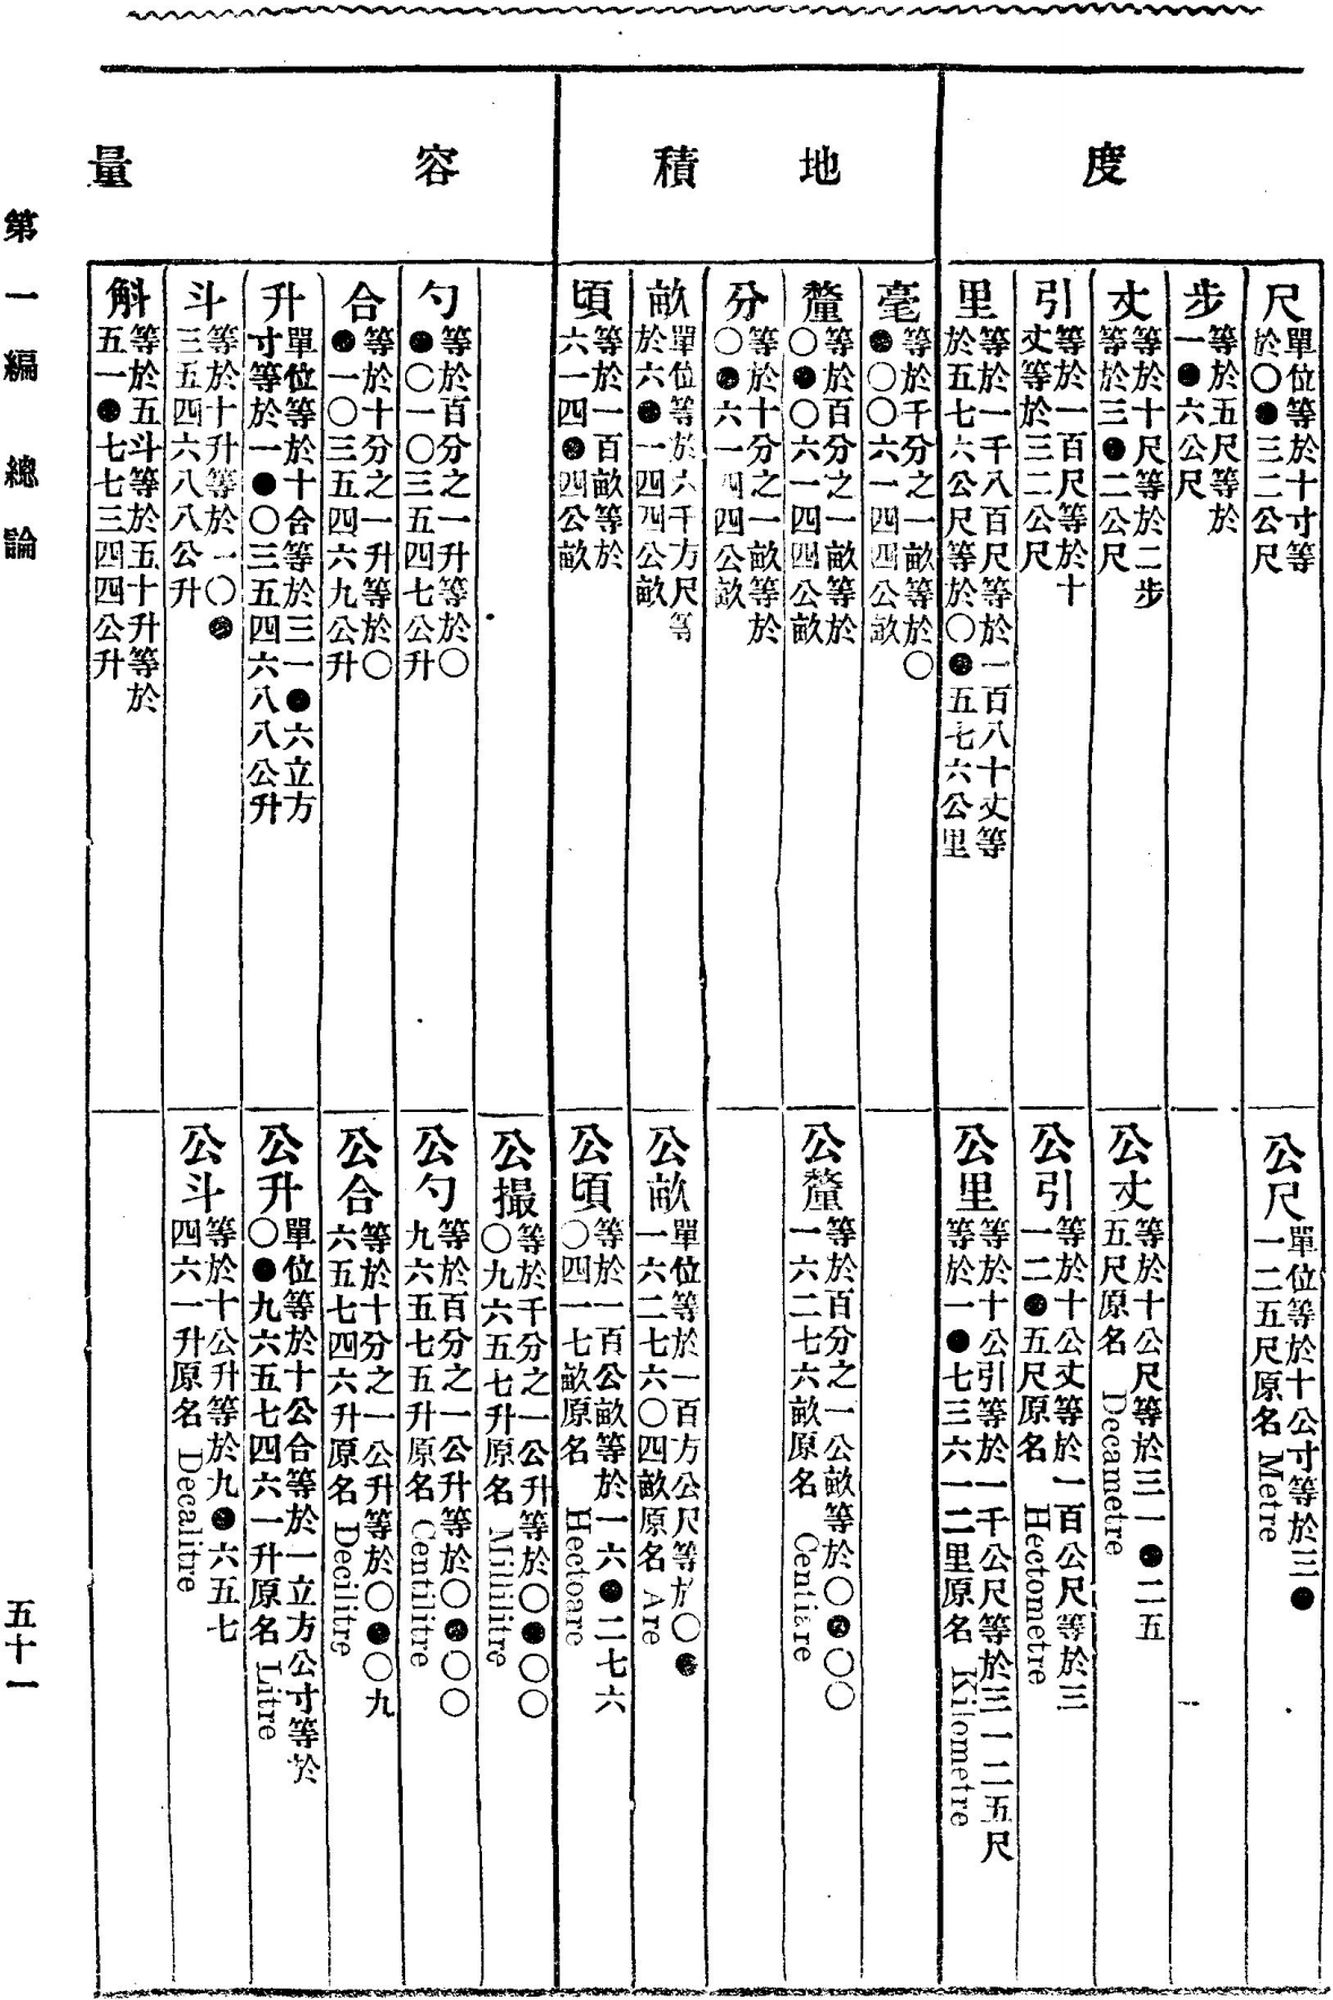 度
尺
單位等於十寸等
於〇●三二公尺
公尺
單位等於十公寸等於三●
一二五尺原名 Metre
步
等於五尺等於
一●六公尺
丈
等於十尺等於二步
等於三●二公尺
公丈
等於十公尺等於三一●二五
五尺原名 Decametre
引
等於一百尺等於十
丈等於三二公尺
公引
等於十公丈等於一百公尺等於三
一二●五尺原名 Hectometre
里
等於一千八百尺等於一百八十丈等
於五七六公尺等於〇●五七六公里
公里
等於十公引等於一千公尺等於三一二五尺
等於一●七三六一二里原名 Kilometre
地積
毫
等於千分之一畝等於〇
●〇〇六一四四公畝
釐
等於百分之一畝等於
〇●〇六一四四公畝
公釐
等於百分之一公畝等於〇●〇〇
一六二七六畝原名 Centiare
分
等於十分之一畝等於
〇●六一四四公畝
畝
單位等於六千方尺等
於六●一四四公畝
公畝
單位等於一百方公尺等於〇●
一六二七六〇四畝原名 Are
頃
等於一百畝等於
六一四●四公畝
公頃
等於一百公畝等於一六●二七六
〇四一七畝原名 Hectoare
容量
公撮
等於千分之一公升等於〇●〇〇
〇九六五七升原名 Millilitre
勺
等於百分之一升等於〇
●〇一〇三五四七公升
公勺
等於百分之一公升等於〇●〇〇
九六五七五升原名 Centilitre
合
等於十分之一升等於〇
●一〇三五四六九公升
公合
等於十分之一公升等於〇●〇九
六五七四六升原名 Decilitre
升
單位等於十合等於三一●六立方
寸等於一●〇三五四六八八公升
公升
單位等於十公合等於一立方公寸等於
〇●九六五七四六一升原名 Litre
斗
等於十升等於一〇●
三五四六八八公升
公斗
等於十公升等於九●六五七
四六一升原名 Decalitre
斛
等於五斗等於五十升等於
五一●七七三四四公升
第一編 總論
五十一